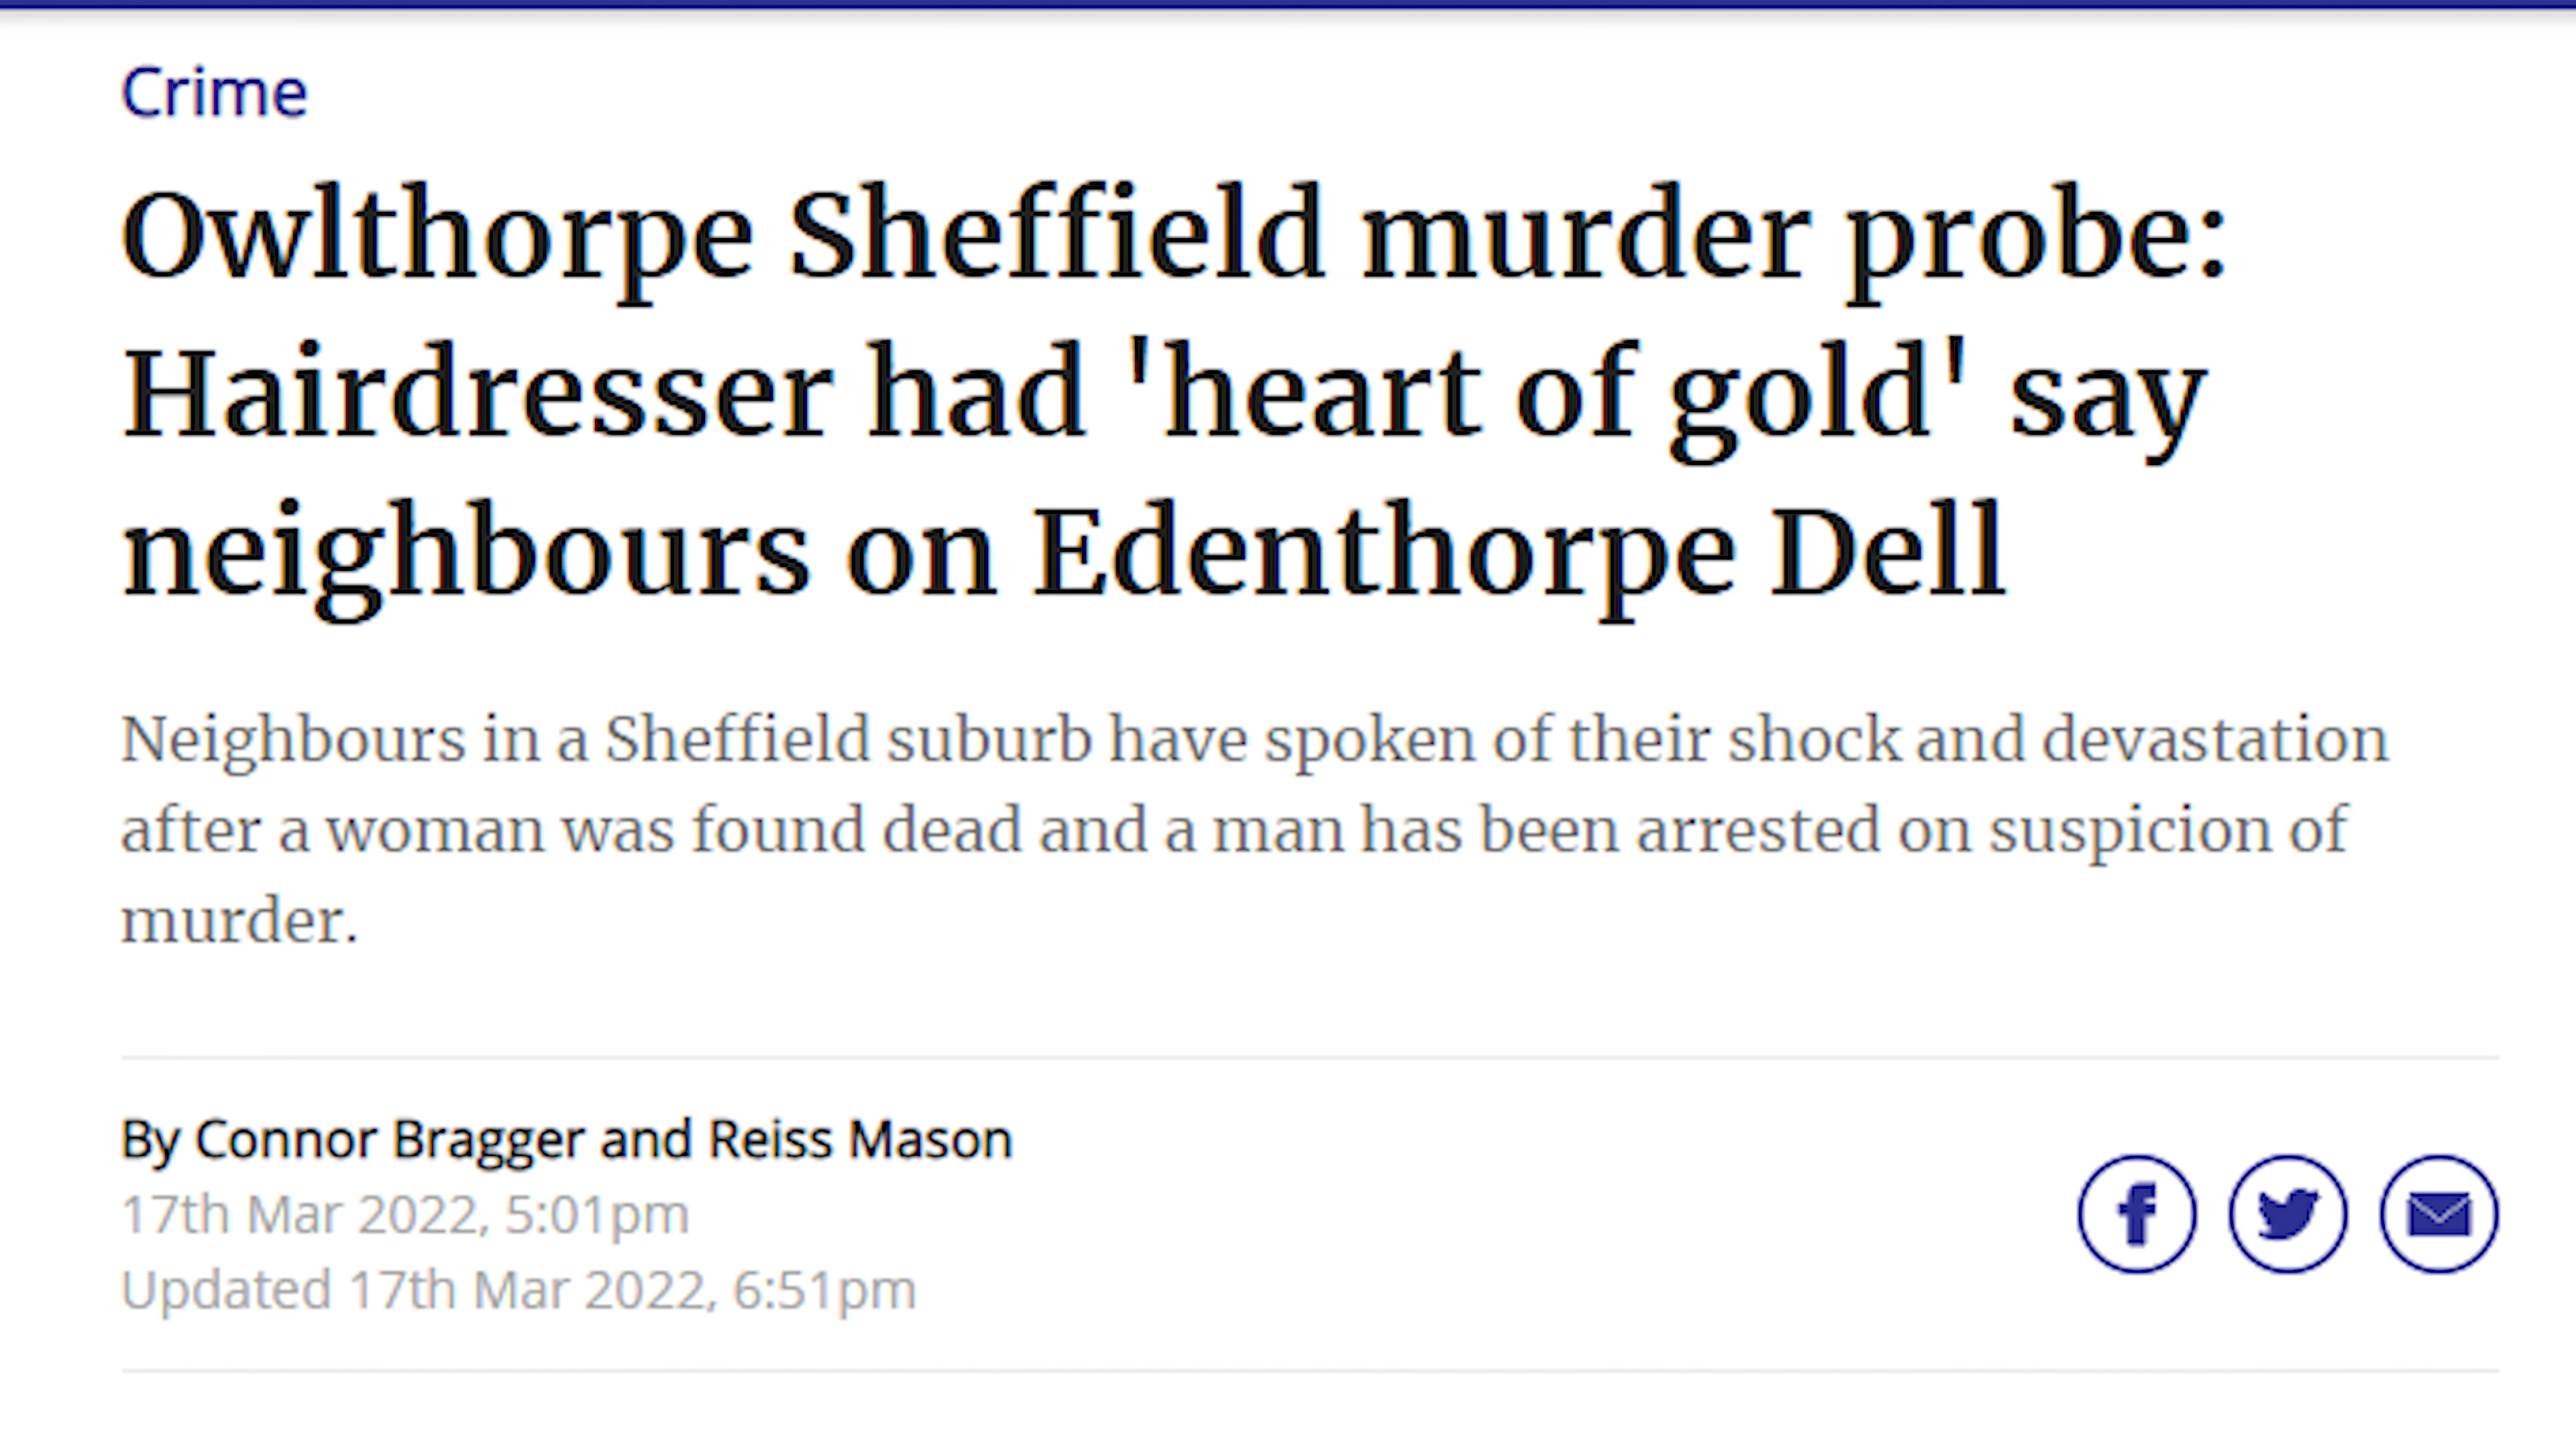 Crime
Owlthorpe Sheffield murder probe:
Hairdresser had 'heart of gold' say
neighbours on Edenthorpe Dell
Neighbours in a Sheffield suburb have spoken of their shock and devastation
after a woman was found dead and a man has been arrested on suspicion of
murder.
By Connor Bragger and Reiss Mason
17th Mar 2022, 5:01pm
Updated 17th Mar 2022, 6:51pm